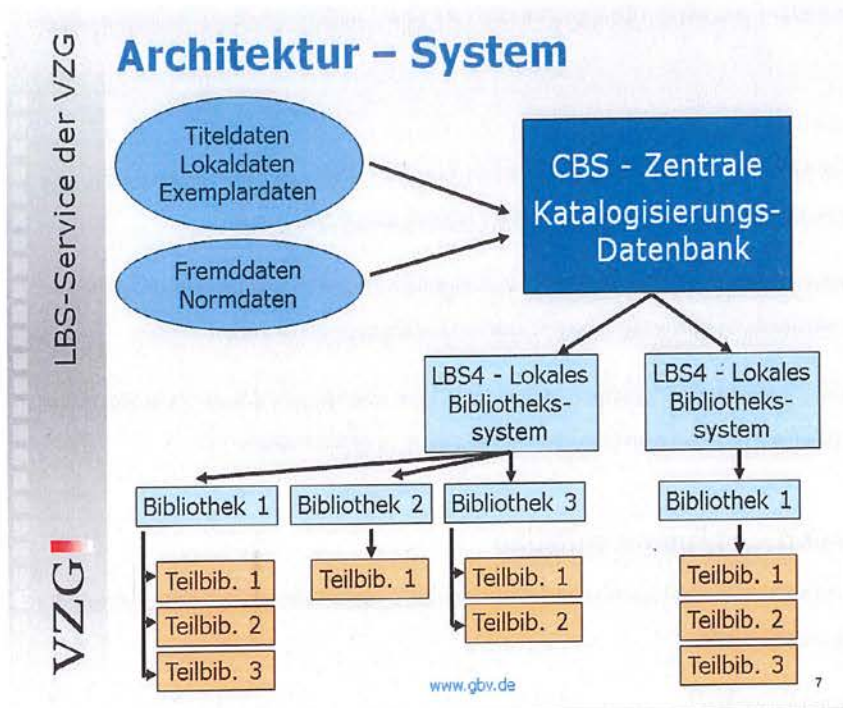 Architektur – System
LBS-Service der VZG
Titeldaten
Lokaldaten
Exemplardaten
CBS - Zentrale
Katalogisierungs-
Datenbank
Fremddaten
Normdaten
LBS4 - Lokales
Bibliotheks-
system
LBS4 - Lokales
Bibliotheks-
system
Bibliothek 1
Bibliothek 2
Bibliothek 3
Bibliothek 1
Teilbib. 1
Teilbib. 2
Teilbib. 3
Teilbib. 1
Teilbib. 1
Teilbib. 2
Teilbib. 1
Teilbib. 2
Teilbib. 3
VZG
www.gbv.de
7